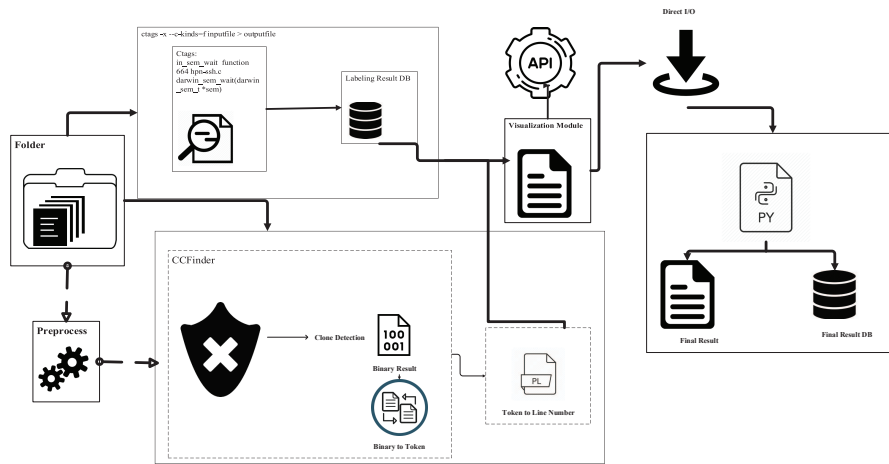 Direct I/O
ctags -x --c-kinds=f inputfile > outputfile
Ctags:
in_sem_wait function
664 hpn-ssh.c
darwin_sem_wait(darwin
_sem_t *sem)
Labeling Result DB
API
Visualization Module
Folder
PY
CCFinder
Clone Detection
100
001
Binary Result
Preprocess
PL
Token to Line Number
Binary to Token
Final Result
Final Result DB